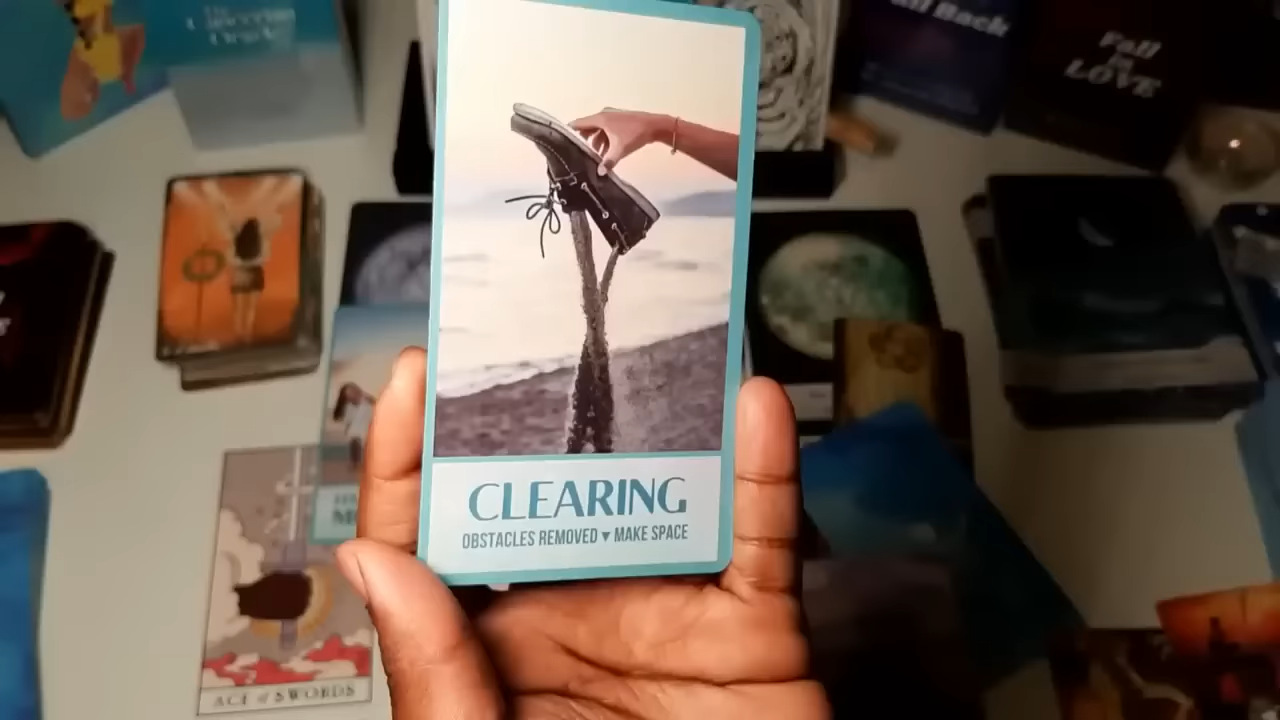 Fall Back
Fall
in
LOVE
CLEARING
OBSTACLES REMOVED ▾ MAKE SPACE
ACE of SWORDS